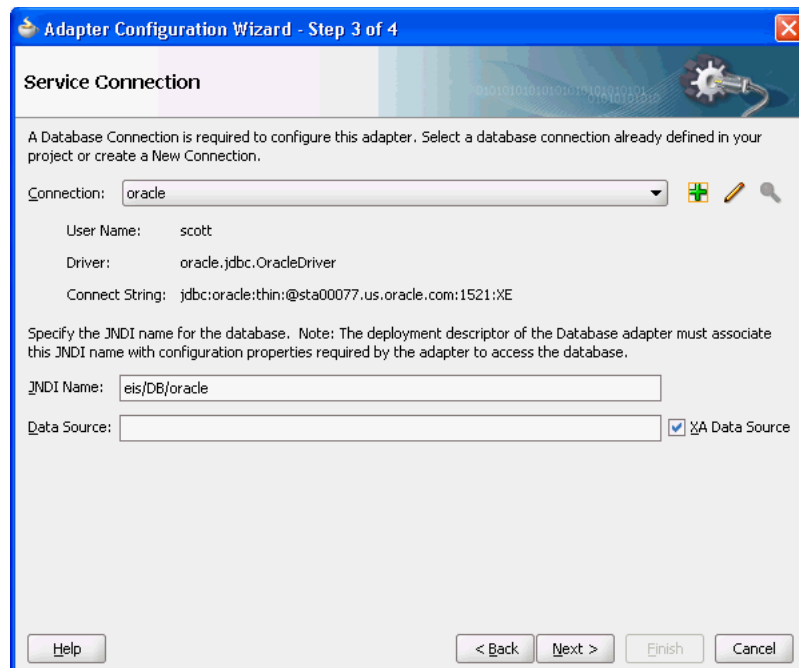 Adapter Configuration Wizard - Step 3 of 4
Service Connection
A Database Connection is required to configure this adapter. Select a database connection already defined in your
project or create a New Connection.
Connection: oracle
User Name: scott
Driver: oracle.jdbc.OracleDriver
Connect String: jdbc:oracle:thin:@sta00077.us.oracle.com:1521:XE
Specify the JNDI name for the database. Note: The deployment descriptor of the Database adapter must associate
this JNDI name with configuration properties required by the adapter to access the database.
JNDI Name: eis/DB/oracle
Data Source: XA Data Source
Help < Back Next > Finish Cancel